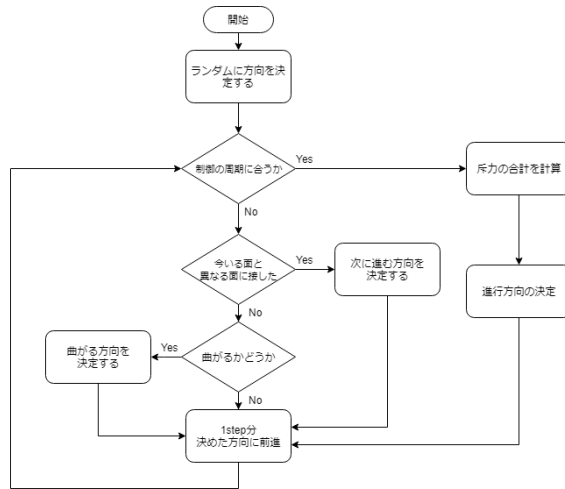 開始
ランダムに方向を決
定する
制御の周期に合うか
Yes
斥力の合計を計算
No
今いる面と
異なる面に接した
Yes
次に進む方向を
決定する
進行方向の決定
No
曲がる方向を
決定する
Yes
曲がるかどうか
No
1step分
決めた方向に前進